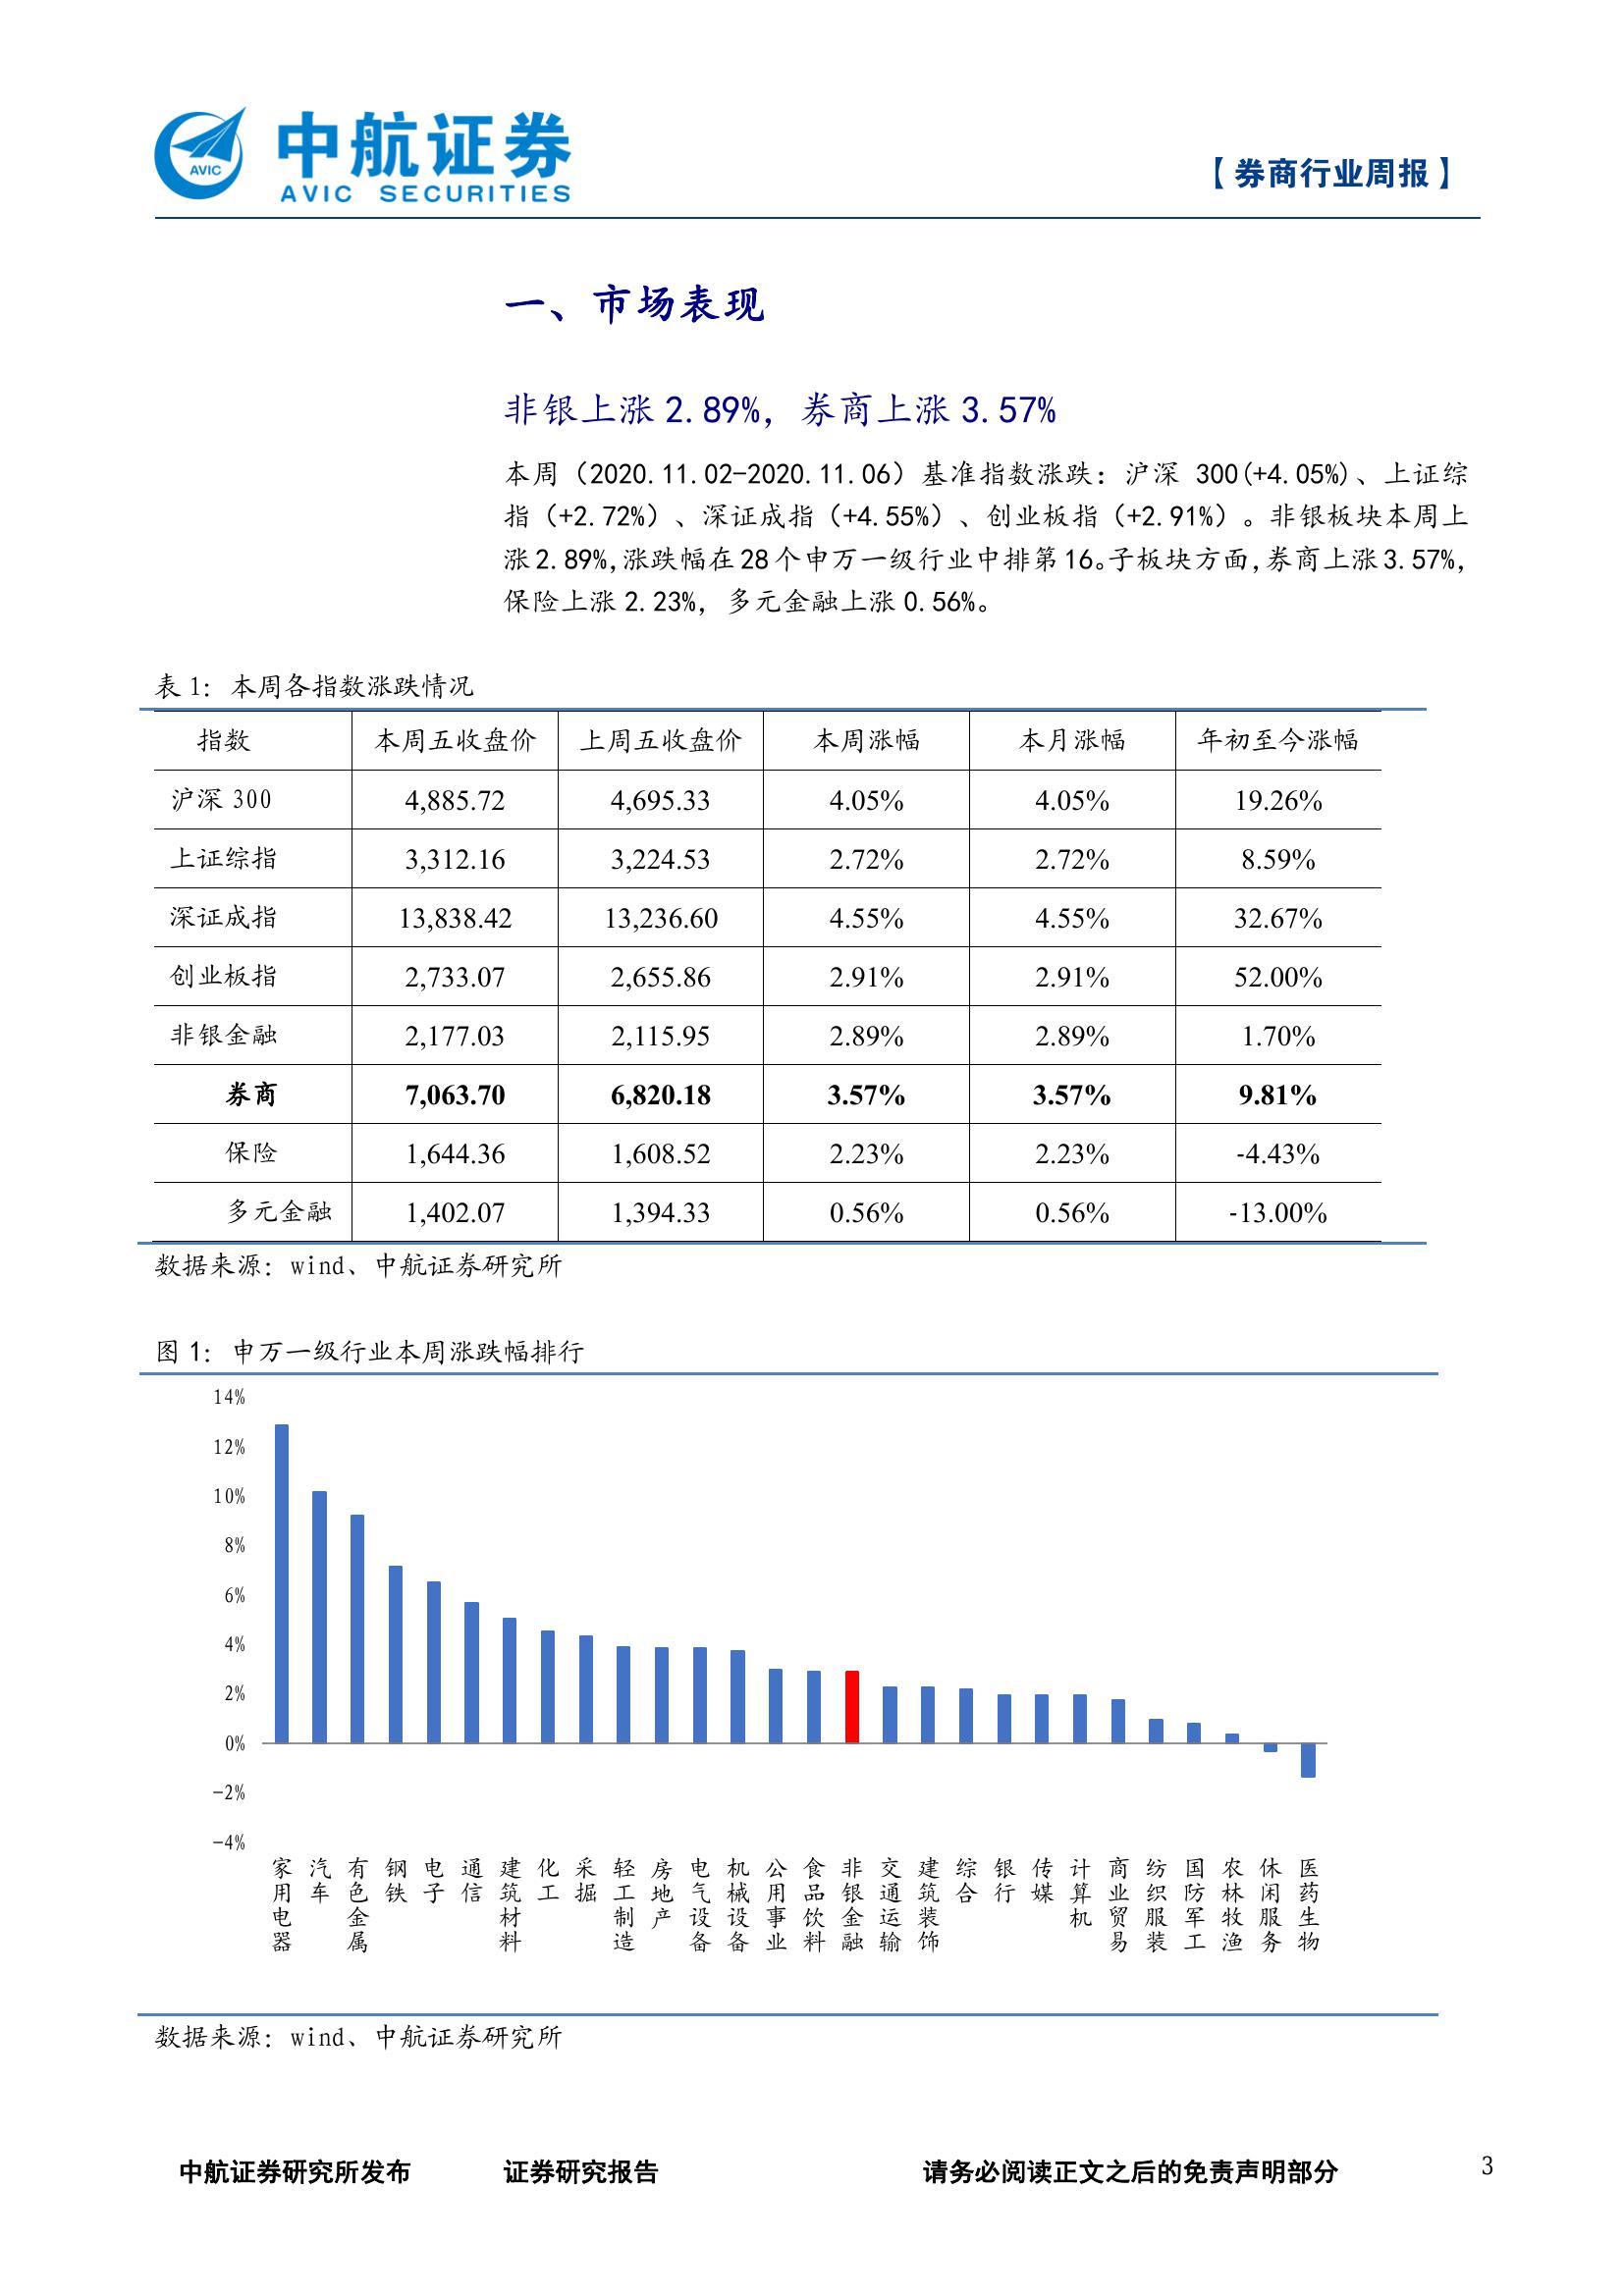 AVIC
中航证券
AVIC SECURITIES
【券商行业周报】
一、市场表现
非银上涨 2.89%，券商上涨 3.57%
本周（2020.11.02-2020.11.06）基准指数涨跌：沪深 300(+4.05%)、上证综
指（+2.72%）、深证成指（+4.55%）、创业板指（+2.91%）。非银板块本周上
涨 2.89%,涨跌幅在 28 个申万一级行业中排第 16。子板块方面,券商上涨 3.57%,
保险上涨 2.23%，多元金融上涨 0.56%。
表 1：本周各指数涨跌情况
指数 本周五收盘价 上周五收盘价 本周涨幅 本月涨幅 年初至今涨幅
沪深 300 4,885.72 4,695.33 4.05% 4.05% 19.26%
上证综指 3,312.16 3,224.53 2.72% 2.72% 8.59%
深证成指 13,838.42 13,236.60 4.55% 4.55% 32.67%
创业板指 2,733.07 2,655.86 2.91% 2.91% 52.00%
非银金融 2,177.03 2,115.95 2.89% 2.89% 1.70%
券商 7,063.70 6,820.18 3.57% 3.57% 9.81%
保险 1,644.36 1,608.52 2.23% 2.23% -4.43%
多元金融 1,402.07 1,394.33 0.56% 0.56% -13.00%
数据来源：wind、中航证券研究所
图 1：申万一级行业本周涨跌幅排行
14%
12%
10%
8%
6%
4%
2%
0%
-2%
-4%
家用电器 汽车 有色金属 钢铁 电子 通信 建筑材料 化工 采掘 轻工制造 房地产 电气设备 机械设备 公用事业 食品饮料 非银金融 交通运输 建筑装饰 综合 银行 传媒 计算机 商业贸易 纺织服装 国防军工 农林牧渔 休闲服务 医药生物
数据来源：wind、中航证券研究所
中航证券研究所发布 证券研究报告 请务必阅读正文之后的免责声明部分 3